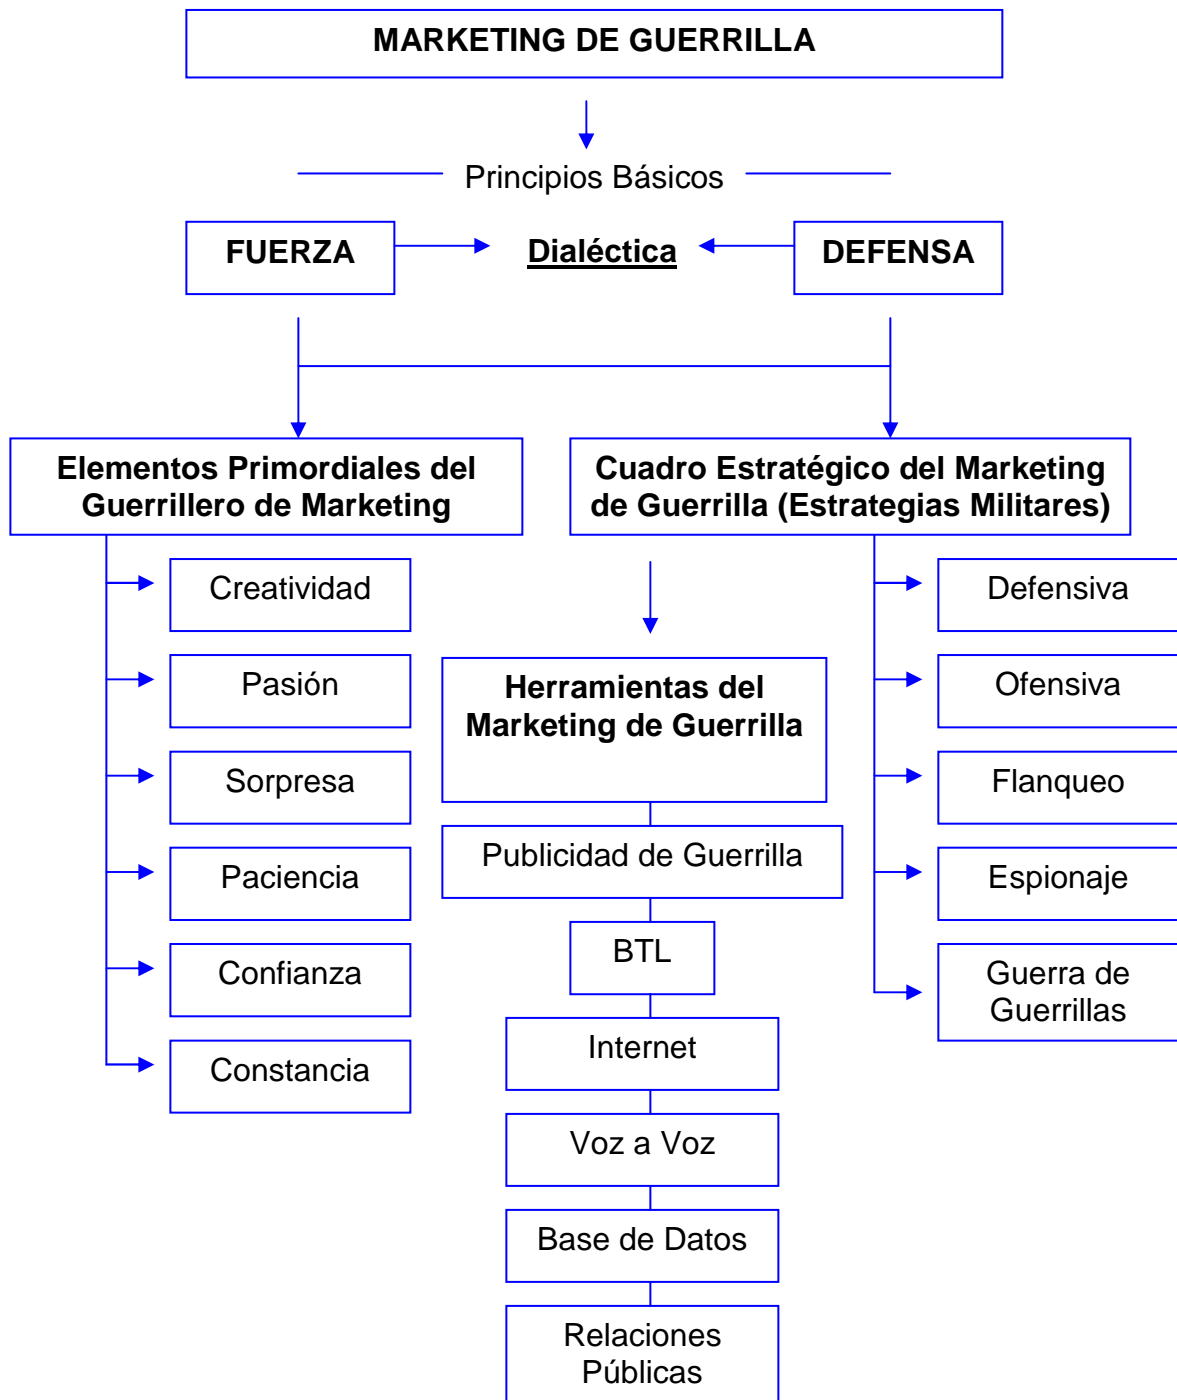 MARKETING DE GUERRILLA
Principios Básicos
FUERZA
Dialéctica
DEFENSA
Elementos Primordiales del
Guerrillero de Marketing
Creatividad
Pasión
Sorpresa
Paciencia
Confianza
Constancia
Cuadro Estratégico del Marketing
de Guerrilla (Estrategias Militares)
Herramientas del
Marketing de Guerrilla
Publicidad de Guerrilla
BTL
Internet
Voz a Voz
Base de Datos
Relaciones
Públicas
Defensiva
Ofensiva
Flanqueo
Espionaje
Guerra de
Guerrillas